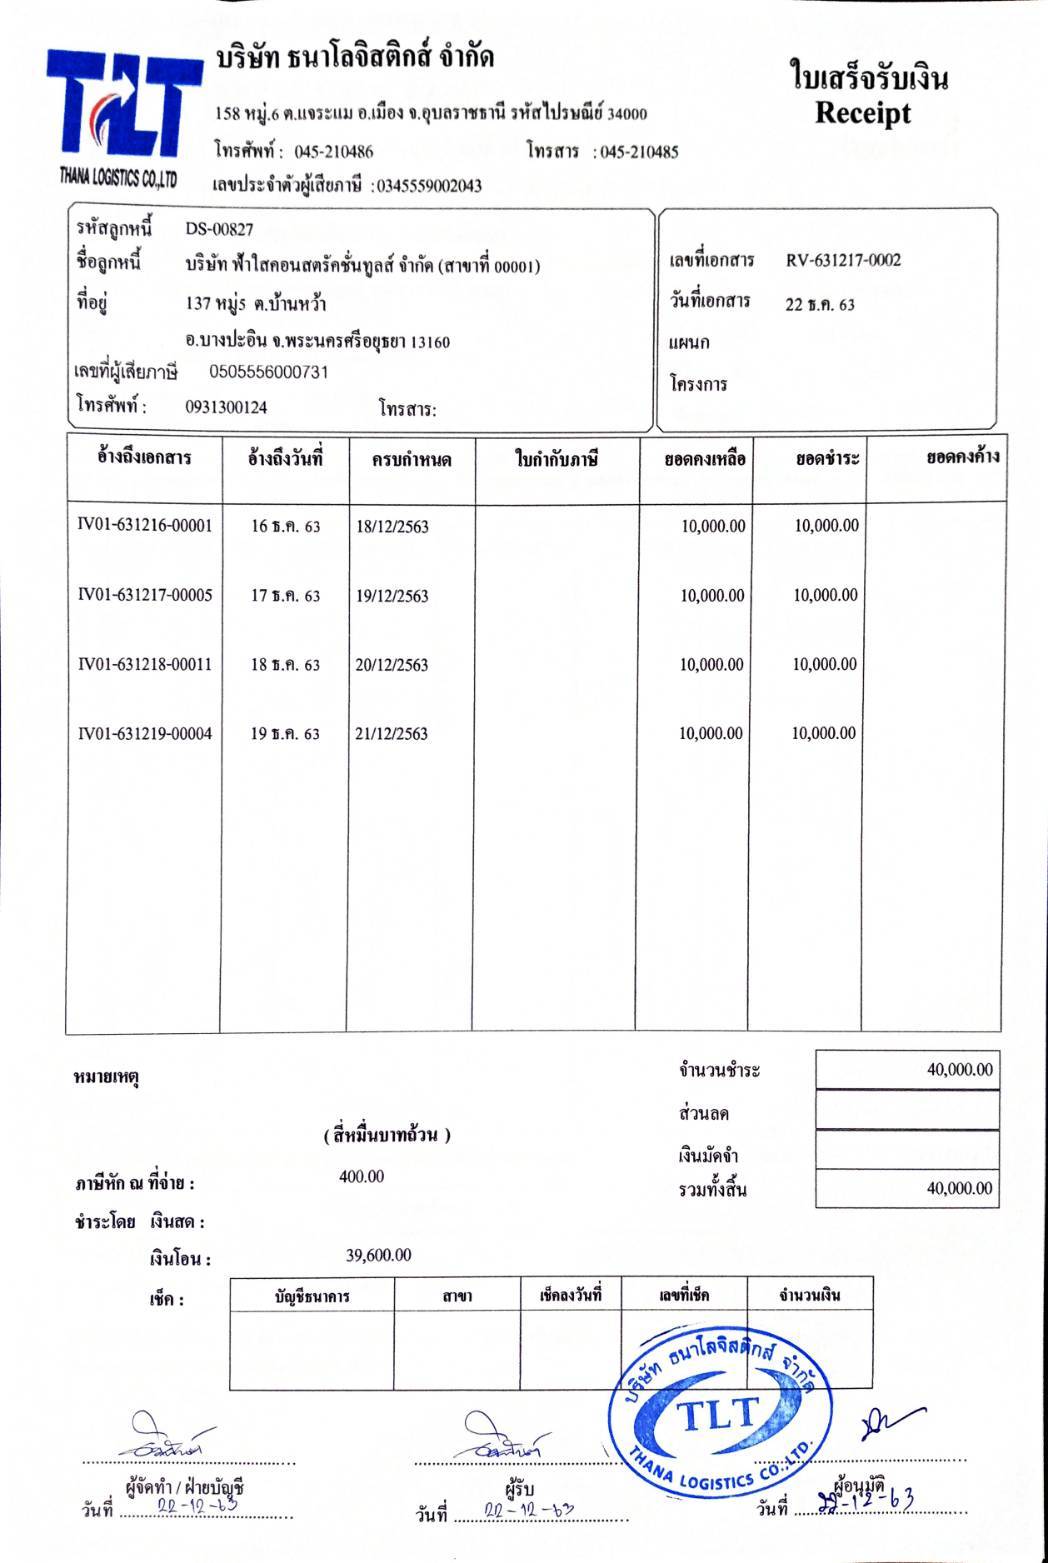 TLT
THANA LOGISTICS CO.,LTD
บริษัท ธนาโลจิสติกส์ จำกัด
158 หมู่.6 ต.แจระแม อ.เมือง จ.อุบลราชธานี รหัสไปรษณีย์ 34000
โทรศัพท์ : 045-210486 โทรสาร :045-210485
เลขประจำตัวผู้เสียภาษี :0345559002043
ใบเสร็จรับเงิน
Receipt
รหัสลูกหนี้ DS-00827
ชื่อลูกหนี้ บริษัท ฟ้าใสคอนสตรัคชั่นทูลส์ จำกัด (สาขาที่ 00001)
ที่อยู่ 137 หมู่5 ต.บ้านหว้า
อ.บางปะอิน จ.พระนครศรีอยุธยา 13160
เลขที่ผู้เสียภาษี 0505556000731
โทรศัพท์ : 0931300124 โทรสาร:
เลขที่เอกสาร RV-631217-0002
วันที่เอกสาร 22 ธ.ค. 63
แผนก
โครงการ
อ้างถึงเอกสาร อ้างถึงวันที่ ครบกำหนด ใบกำกับภาษี ยอดคงเหลือ ยอดชำระ ยอดคงค้าง
IV01-631216-00001 16 ธ.ค. 63 18/12/2563 10,000.00 10,000.00
IV01-631217-00005 17 ธ.ค. 63 19/12/2563 10,000.00 10,000.00
IV01-631218-00011 18 ธ.ค. 63 20/12/2563 10,000.00 10,000.00
IV01-631219-00004 19 ธ.ค. 63 21/12/2563 10,000.00 10,000.00
หมายเหตุ
จำนวนชำระ 40,000.00
ส่วนลด
( สี่หมื่นบาทถ้วน )
เงินมัดจำ
ภาษีหัก ณ ที่จ่าย : 400.00
รวมทั้งสิ้น 40,000.00
ชำระโดย เงินสด :
เงินโอน : 39,600.00
เช็ค : บัญชีธนาคาร สาขา เช็คลงวันที่ เลขที่เช็ค จำนวนเงิน
บริษัท ธนาโลจิสติกส์ จำกัด
TLT
THANA LOGISTICS CO.,LTD.
ผู้จัดทำ / ฝ่ายบัญชี ผู้รับ ผู้อนุมัติ
วันที่ 22-12-63 วันที่ 22-12-63 วันที่ 22-12-63